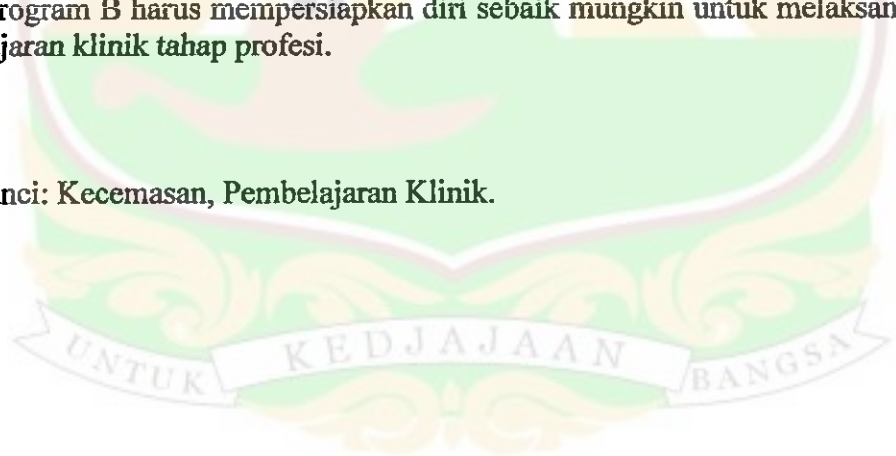 rogram B harus mempersiapkan diri sebaik mungkin untuk melaksan
jaran klinik tahap profesi.
nci: Kecemasan, Pembelajaran Klinik.
UNTUK KEDJAJAAN BANGSA